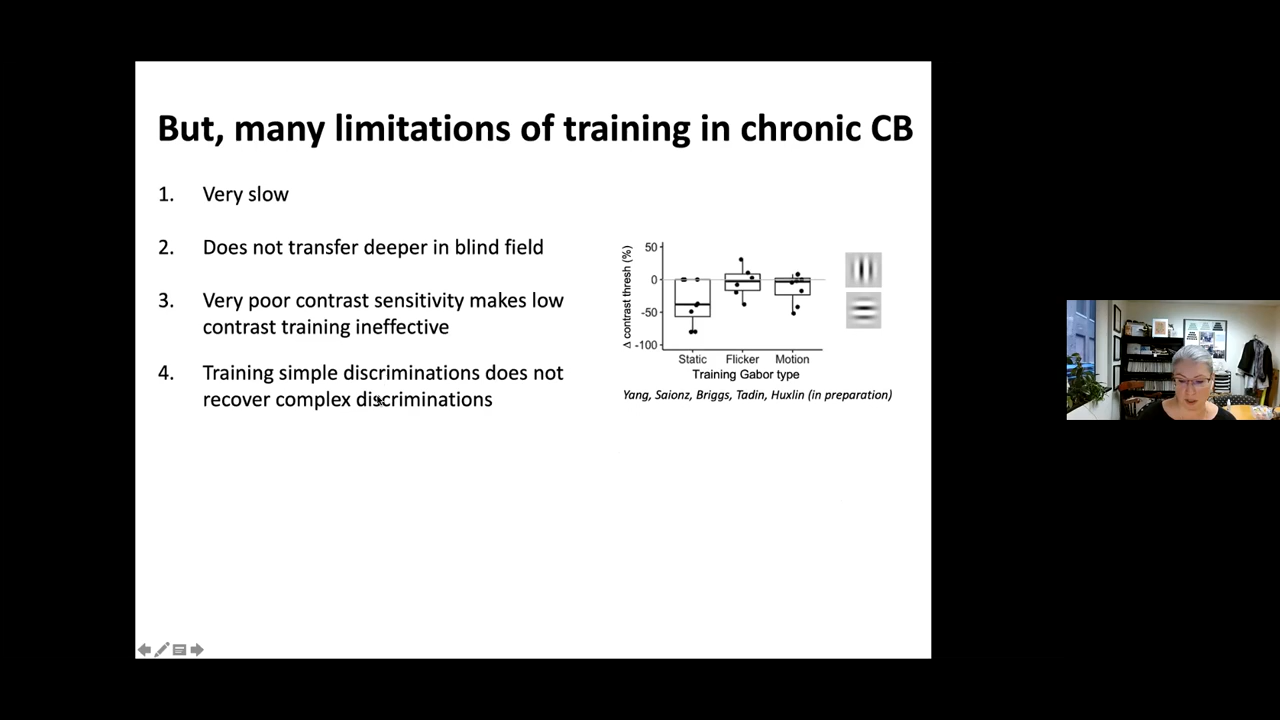 But, many limitations of training in chronic CB
1. Very slow
2. Does not transfer deeper in blind field
3. Very poor contrast sensitivity makes low
contrast training ineffective
4. Training simple discriminations does not
recover complex discriminations
Δ contrast thresh (%)
50
0
-50
-100
Static Flicker Motion
Training Gabor type
Yang, Saionz, Briggs, Tadin, Huxlin (in preparation)